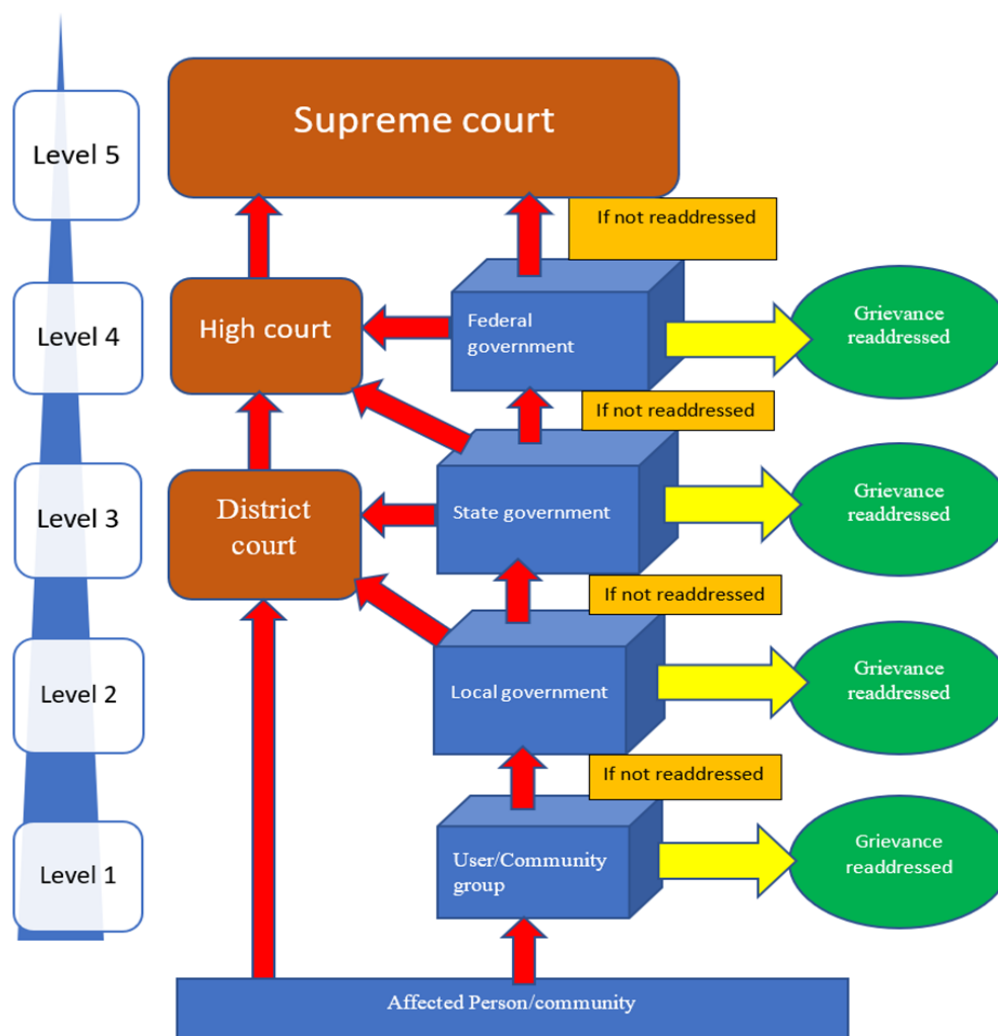 Supreme court
Level 5
If not readdressed
Level 4
High court
Federal
government
Grievance
readdressed
If not readdressed
Level 3
District
court
State government
Grievance
readdressed
If not readdressed
Level 2
Local government
Grievance
readdressed
If not readdressed
Level 1
User/Community
group
Grievance
readdressed
Affected Person/community